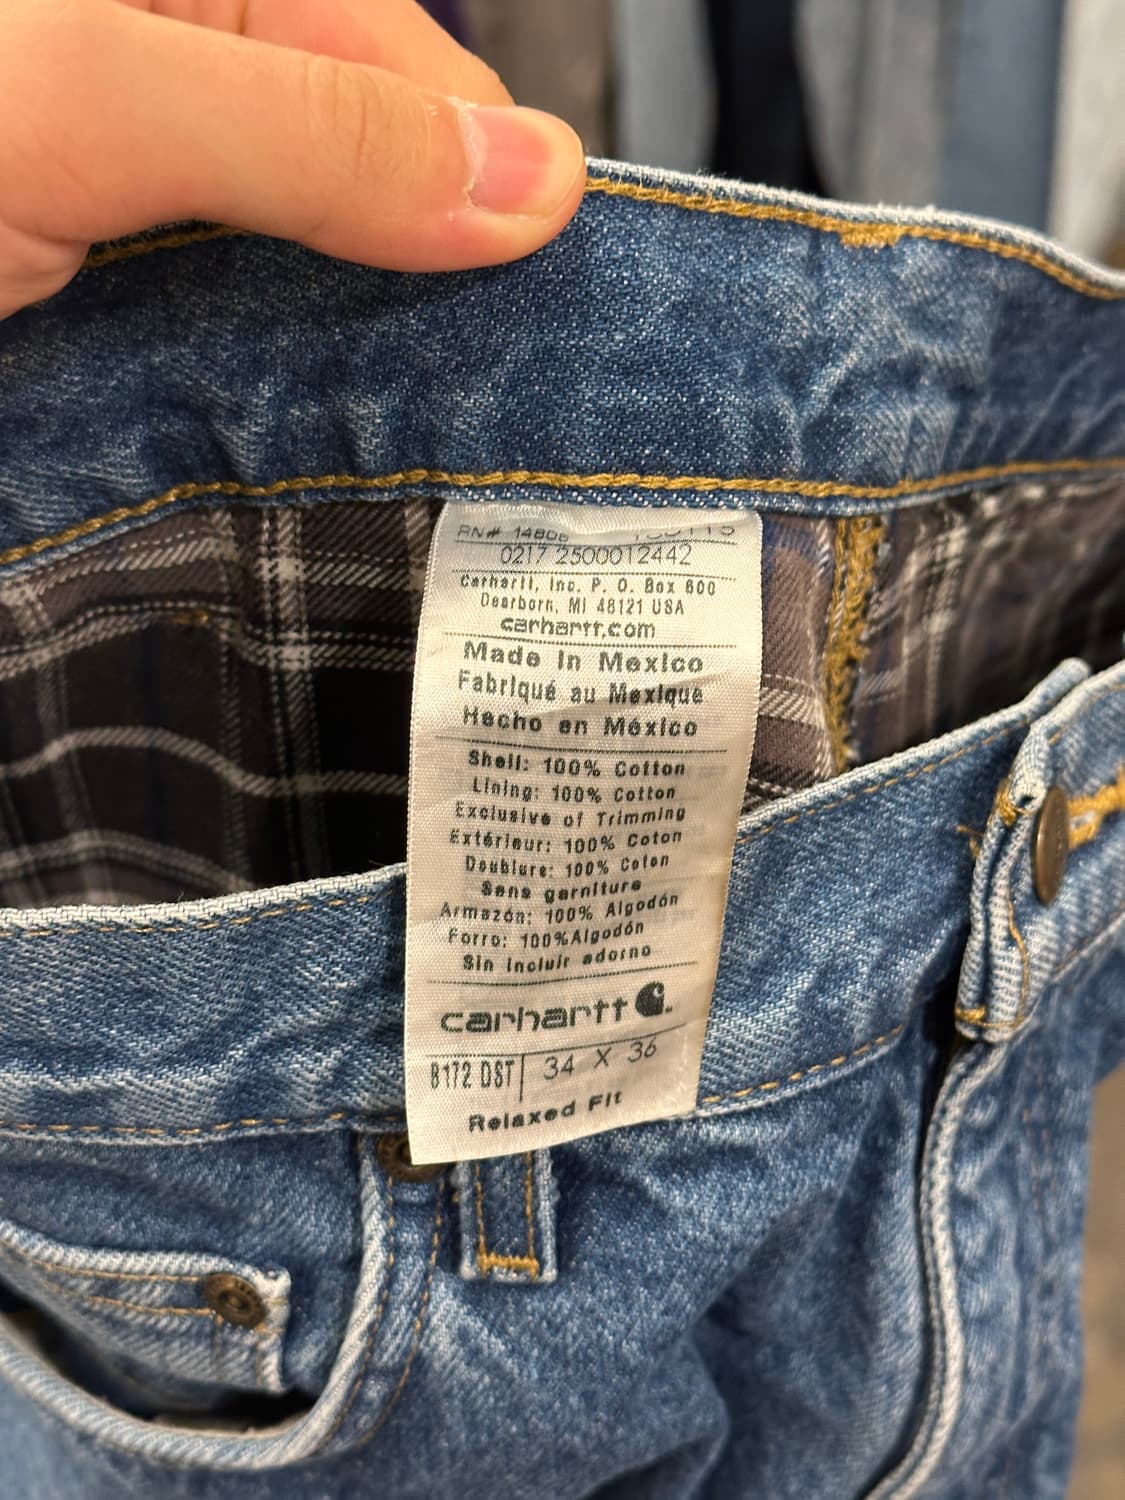 RN# 14806
0217 2500012442
Carhartt, Inc. P. O. Box 600
Dearborn, MI 48121 USA
carhartt.com
Made in Mexico
Fabriqué au Mexique
Hecho en México
Shell: 100% Cotton
Lining: 100% Cotton
Exclusive of Trimming
Extérieur: 100% Coton
Doublure: 100% Coton
Sans garniture
Armazón: 100% Algodón
Forro: 100%Algodón
Sin incluir adorno
carhartt
B172 DST 34 X 36
Relaxed Fit